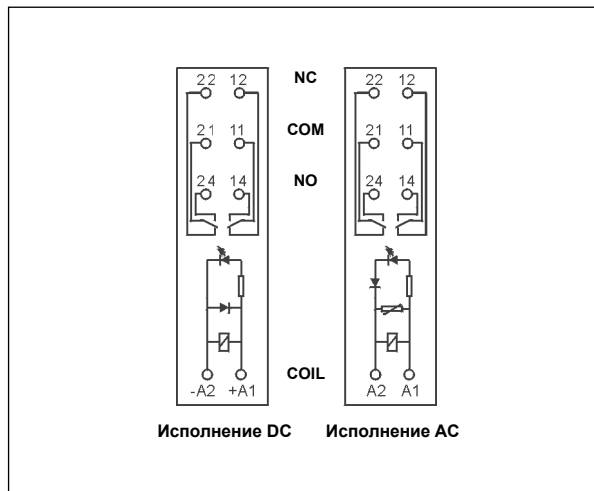 22 12 NC 22 12
21 11 COM 21 11
24 14 NO 24 14
-A2 +A1 COIL A2 A1
Исполнение DC Исполнение AC